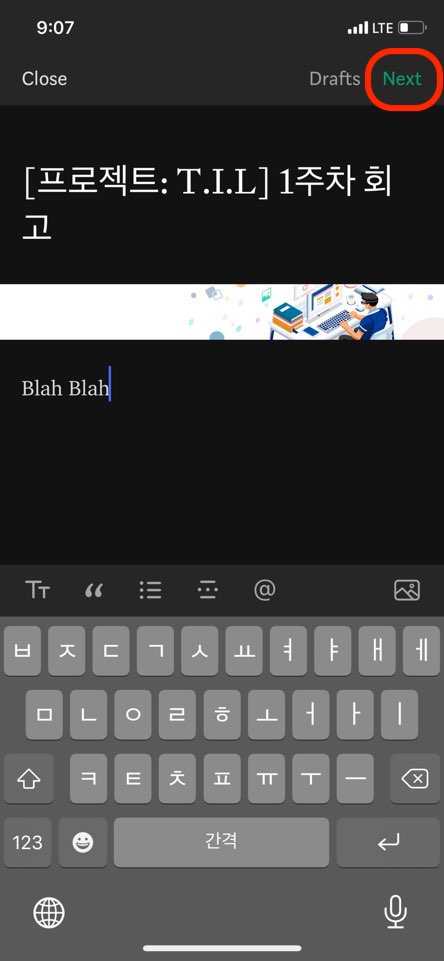 9:07 LTE
Close Drafts Next
[프로젝트: T.I.L] 1주차 회
고
Blah Blah
TT “ @
ㅂ ㅈ ㄷ ㄱ ㅅ ㅛ ㅕ ㅑ ㅐ ㅔ
ㅁ ㄴ ㅇ ㄹ ㅎ ㅗ ㅓ ㅏ ㅣ
ㅋ ㅌ ㅊ ㅍ ㅠ ㅜ ㅡ
123 간격